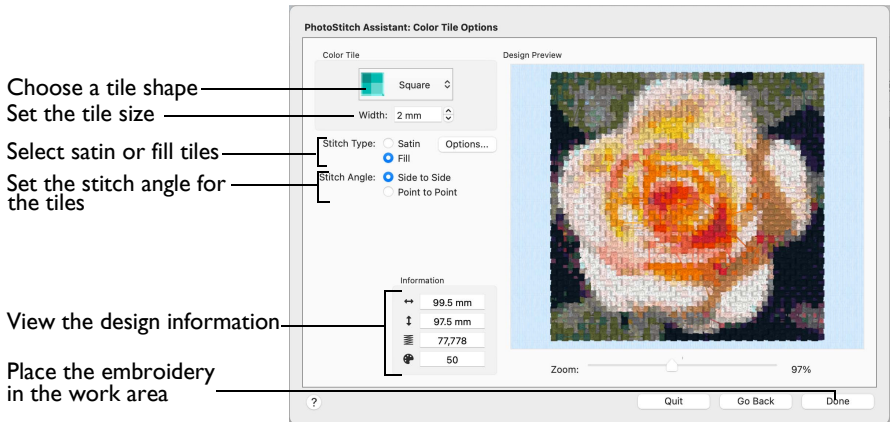 PhotoStitch Assistant: Color Tile Options
Color Tile
Design Preview
Choose a tile shape
Square
Set the tile size
Width: 2 mm
Select satin or fill tiles
Stitch Type: Satin Options...
Fill
Set the stitch angle for
the tiles
Stitch Angle: Side to Side
Point to Point
Information
99.5 mm
97.5 mm
View the design information
77,778
50
Place the embroidery
in the work area
Zoom: 97%
? Quit Go Back Done